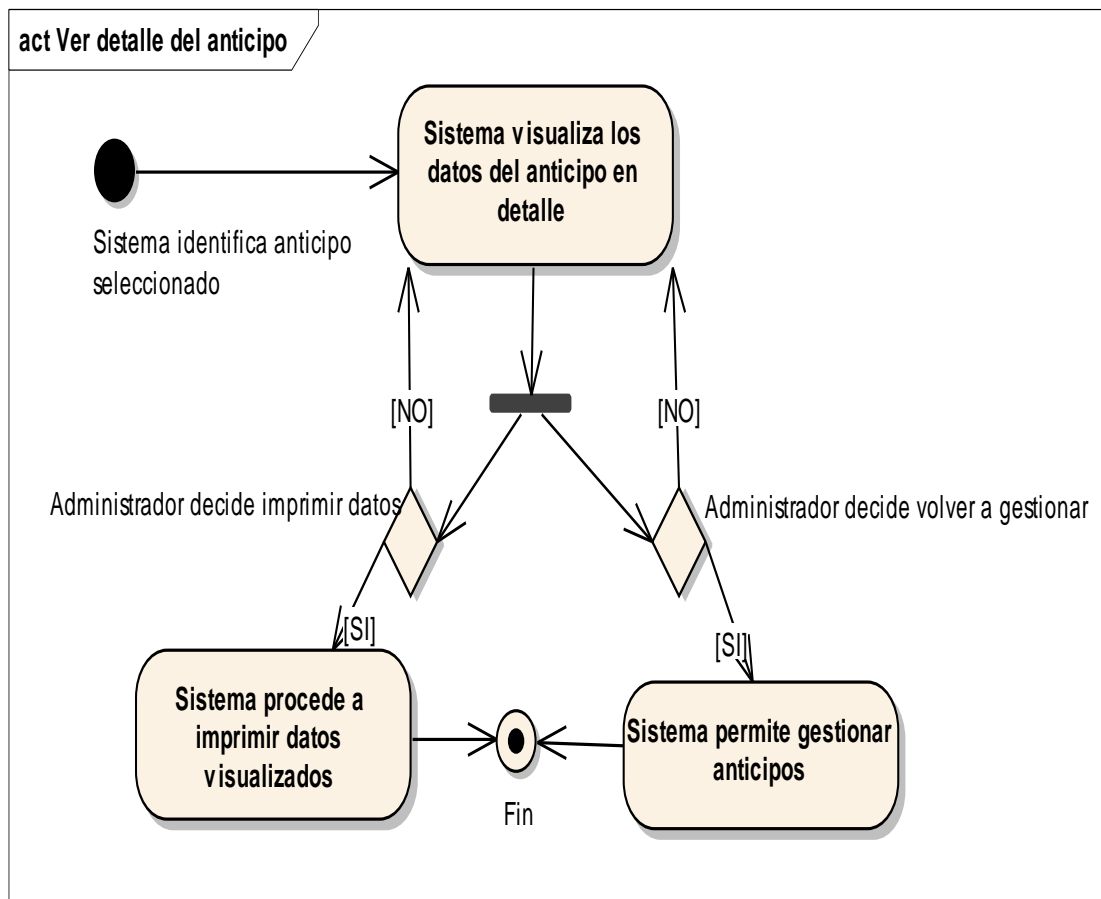 act Ver detalle del anticipo
Sistema visualiza los
datos del anticipo en
detalle
Sistema identifica anticipo
seleccionado
[NO]
[NO]
Administrador decide imprimir datos
Administrador decide volver a gestionar
[SI]
[SI]
Sistema procede a
imprimir datos
visualizados
Sistema permite gestionar
anticipos
Fin